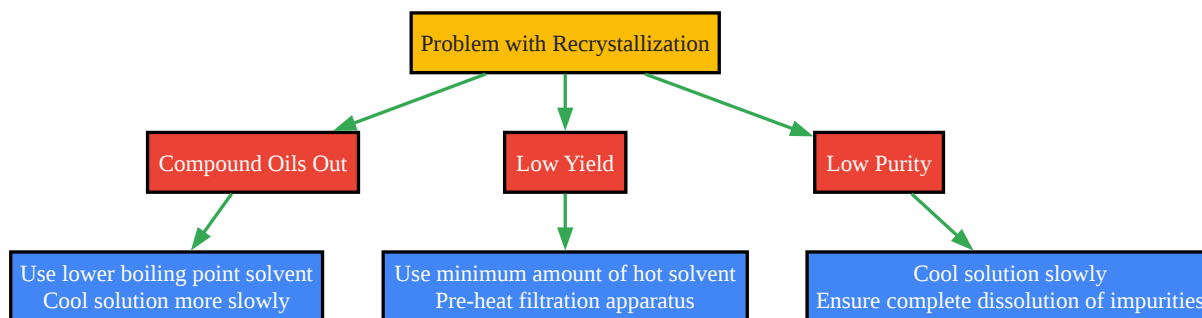 Problem with Recrystallization
Compound Oils Out
Low Yield
Low Purity
Use lower boiling point solvent
Cool solution more slowly
Use minimum amount of hot solvent
Pre-heat filtration apparatus
Cool solution slowly
Ensure complete dissolution of impurities